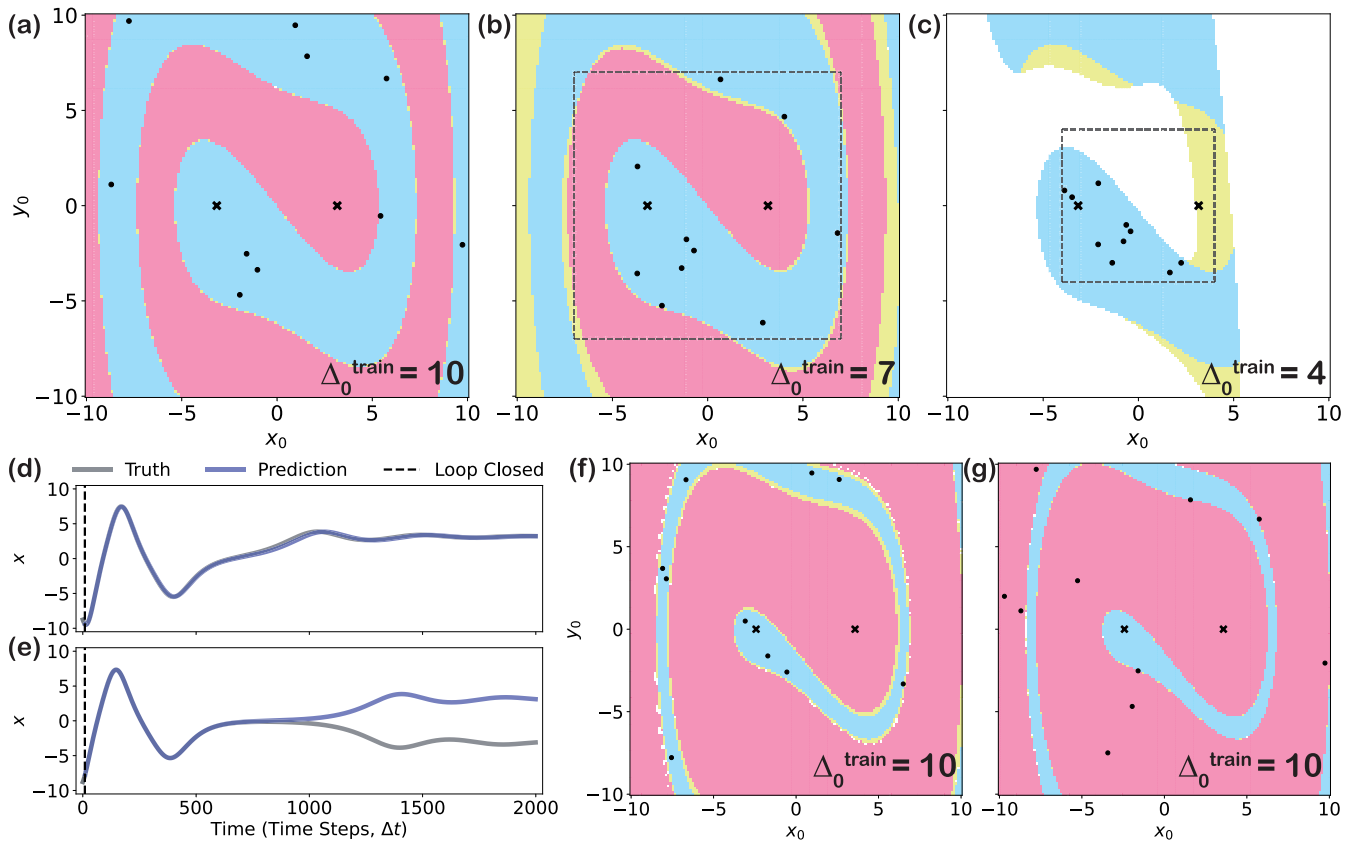 (a)
10
5
0
−5
−10
y₀
−10 −5 0 5 10
x₀
Δ₀ᵗʳᵃⁱⁿ = 10
(b)
−10 −5 0 5 10
x₀
Δ₀ᵗʳᵃⁱⁿ = 7
(c)
−10 −5 0 5 10
x₀
Δ₀ᵗʳᵃⁱⁿ = 4
(d)
Truth Prediction Loop Closed
10
5
0
−5
−10
x
(e)
10
5
0
−5
−10
x
0 500 1000 1500 2000
Time (Time Steps, Δt)
(f)
10
5
0
−5
−10
y₀
−10 −5 0 5 10
x₀
Δ₀ᵗʳᵃⁱⁿ = 10
(g)
−10 −5 0 5 10
x₀
Δ₀ᵗʳᵃⁱⁿ = 10